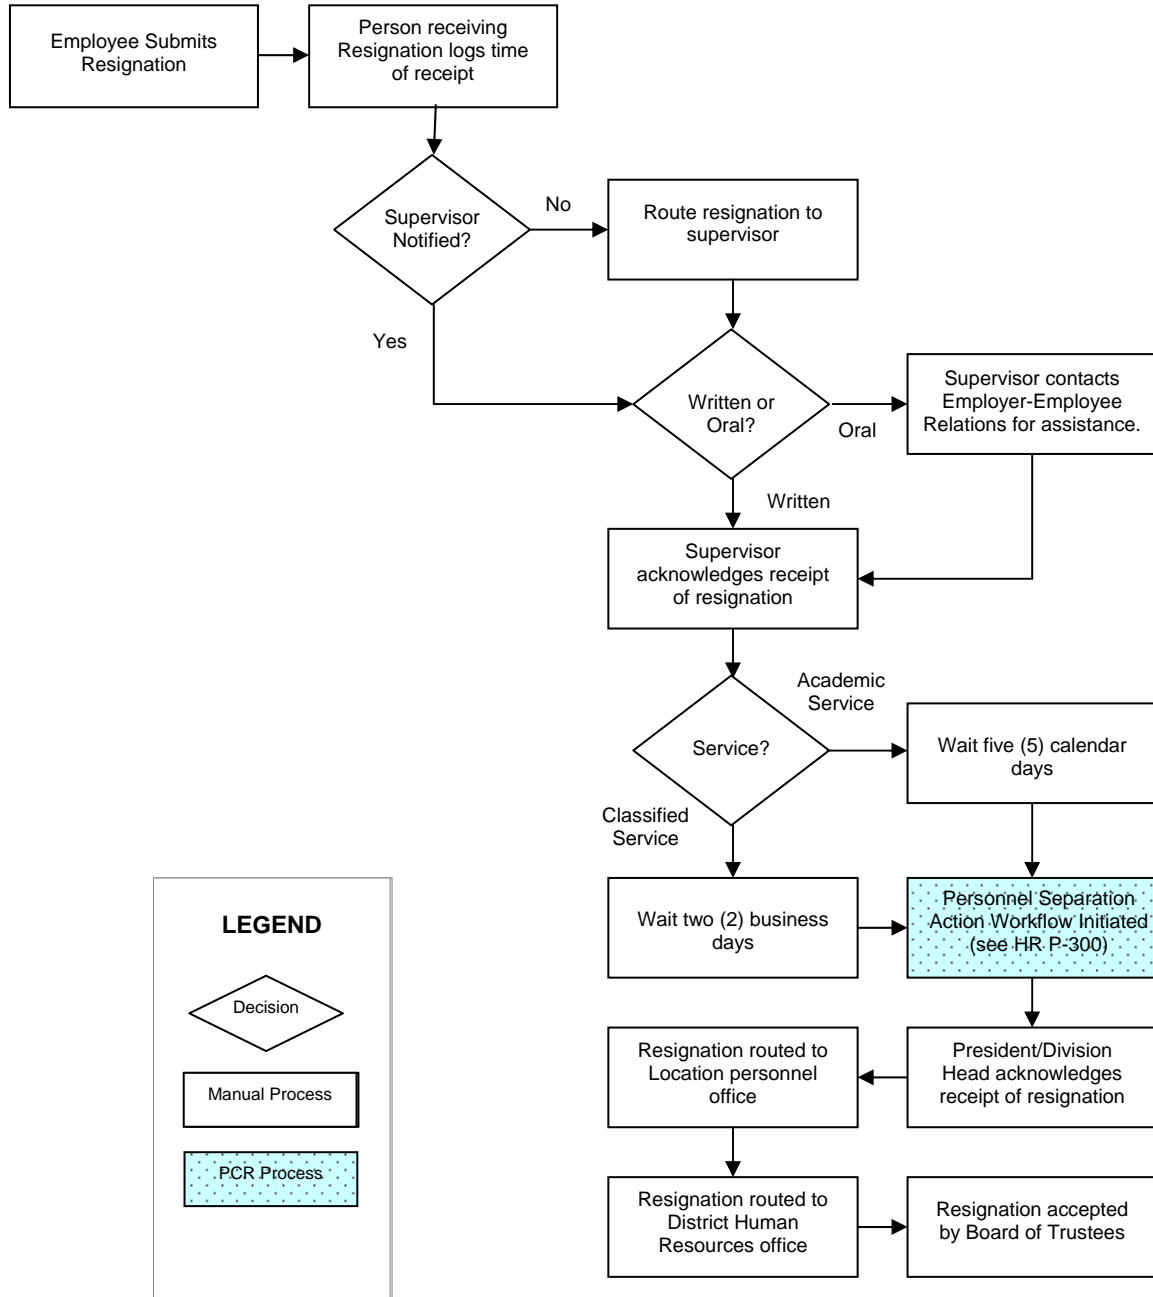 Employee Submits
Resignation
Person receiving
Resignation logs time
of receipt
Supervisor
Notified?
No
Route resignation to
supervisor
Yes
Written or
Oral?
Oral
Supervisor contacts
Employer-Employee
Relations for assistance.
Written
Supervisor
acknowledges receipt
of resignation
Service?
Academic
Service
Wait five (5) calendar
days
Classified
Service
Wait two (2) business
days
Personnel Separation
Action Workflow Initiated
(see HR P-300)
President/Division
Head acknowledges
receipt of resignation
Resignation routed to
Location personnel
office
Resignation routed to
District Human
Resources office
Resignation accepted
by Board of Trustees
LEGEND
Decision
Manual Process
PCR Process